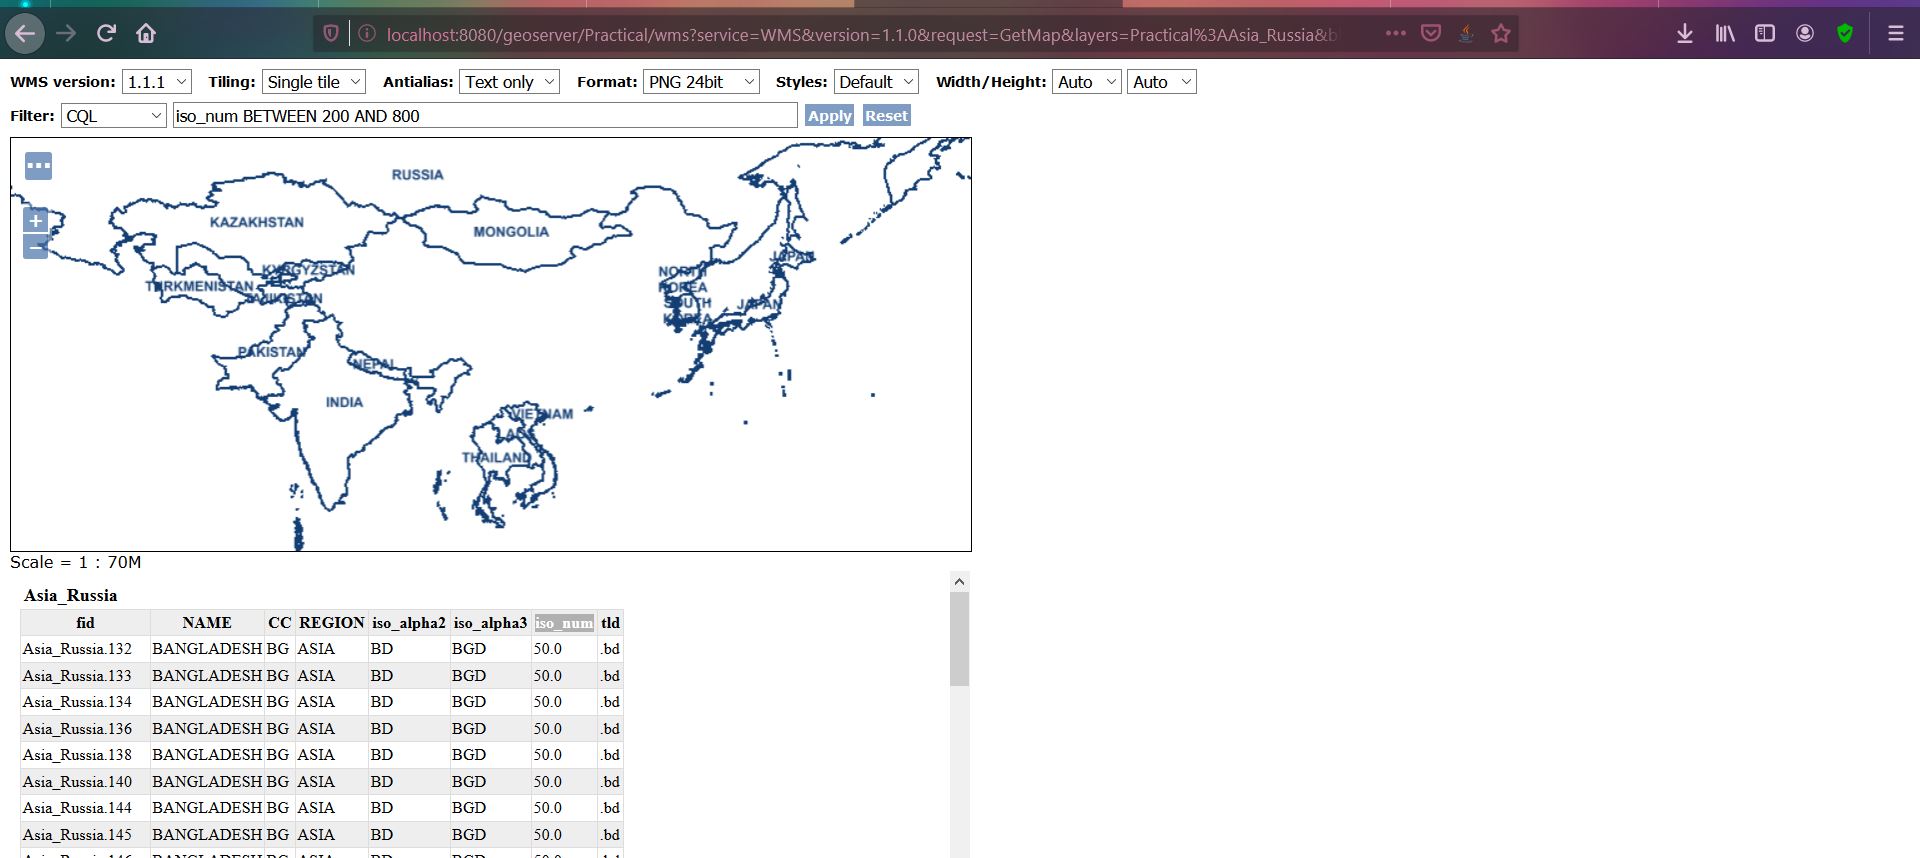 localhost:8080/geoserver/Practical/wms?service=WMS&version=1.1.0&request=GetMap&layers=Practical%3AAsia_Russia&b
WMS version: 1.1.1 Tiling: Single tile Antialias: Text only Format: PNG 24bit Styles: Default Width/Height: Auto Auto
Filter: CQL iso_num BETWEEN 200 AND 800 Apply Reset
RUSSIA
KAZAKHSTAN
MONGOLIA
JAPAN
KYRGYZSTAN
NORTH
KOREA
TURKMENISTAN
TAJIKISTAN
SOUTH
KOREA
JAPAN
PAKISTAN
NEPAL
INDIA
VIETNAM
THAILAND
+
−
Scale = 1 : 70M
Asia_Russia
fid NAME CC REGION iso_alpha2 iso_alpha3 iso_num tld
Asia_Russia.132 BANGLADESH BG ASIA BD BGD 50.0 .bd
Asia_Russia.133 BANGLADESH BG ASIA BD BGD 50.0 .bd
Asia_Russia.134 BANGLADESH BG ASIA BD BGD 50.0 .bd
Asia_Russia.136 BANGLADESH BG ASIA BD BGD 50.0 .bd
Asia_Russia.138 BANGLADESH BG ASIA BD BGD 50.0 .bd
Asia_Russia.140 BANGLADESH BG ASIA BD BGD 50.0 .bd
Asia_Russia.144 BANGLADESH BG ASIA BD BGD 50.0 .bd
Asia_Russia.145 BANGLADESH BG ASIA BD BGD 50.0 .bd